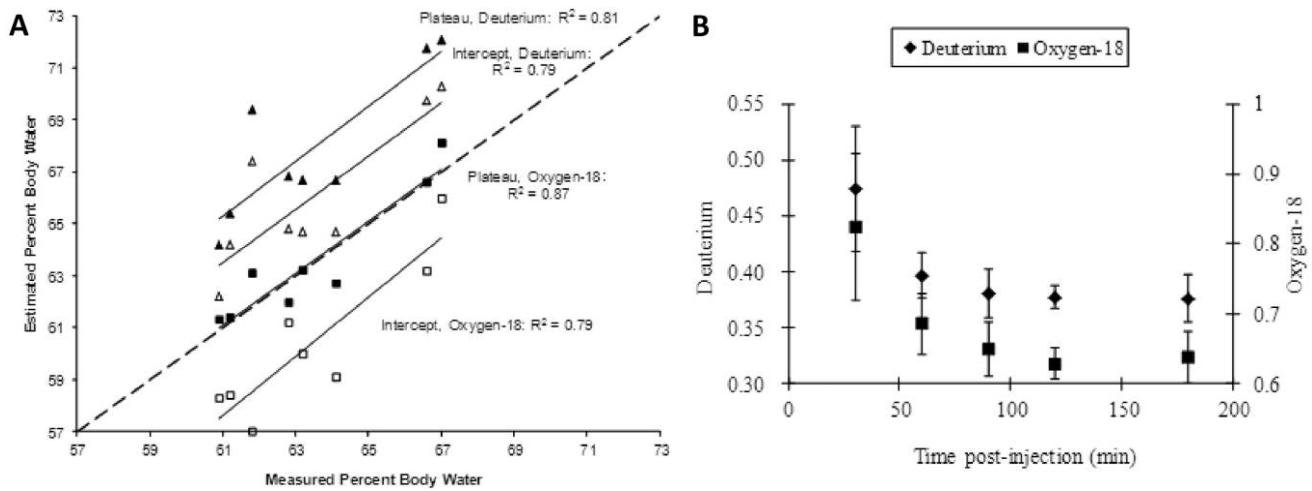 A
73
71
69
67
65
63
61
59
57
Estimated Percent Body Water
Plateau, Deuterium: R² = 0.81
Intercept, Deuterium:
R² = 0.79
Plateau, Oxygen-18:
R² = 0.87
Intercept, Oxygen-18: R² = 0.79
57 59 61 63 65 67 69 71 73
Measured Percent Body Water
B
Deuterium Oxygen-18
0.55
0.50
0.45
0.40
0.35
0.30
Deuterium
1
0.9
0.8
0.7
0.6
Oxygen-18
0 50 100 150 200
Time post-injection (min)